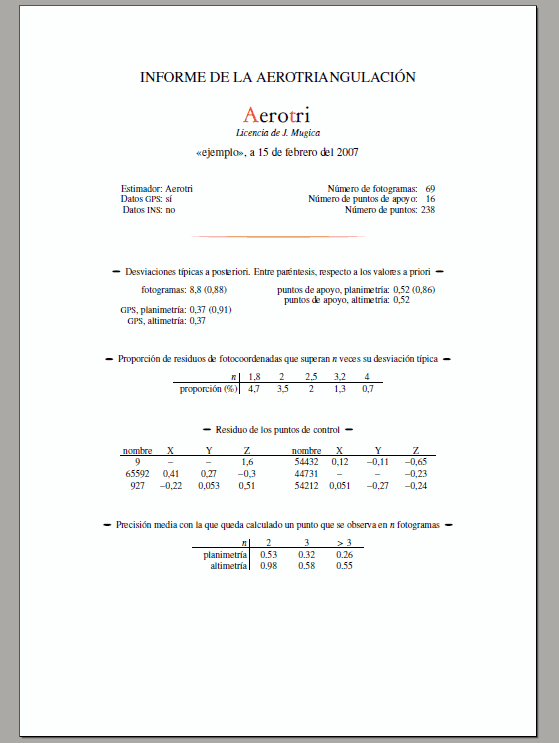 INFORME DE LA AEROTRIANGULACIÓN
Aerotri
Licencia de J. Mugica
«ejemplo», a 15 de febrero del 2007
Estimador: Aerotri Número de fotogramas: 69
Datos GPS: sí Número de puntos de apoyo: 16
Datos INS: no Número de puntos: 238
Desviaciones típicas a posteriori. Entre paréntesis, respecto a los valores a priori
fotogramas: 8,8 (0,88) puntos de apoyo, planimetría: 0,52 (0,86)
puntos de apoyo, altimetría: 0,52
GPS, planimetría: 0,37 (0,91)
GPS, altimetría: 0,37
Proporción de residuos de fotocoordenadas que superan n veces su desviación típica
n 1,8 2 2,5 3,2 4
proporción (%) 4,7 3,5 2 1,3 0,7
Residuo de los puntos de control
nombre X Y Z nombre X Y Z
9 – – 1,6 54432 0,12 −0,11 −0,65
65592 0,41 0,27 −0,3 44731 – – −0,23
927 −0,22 0,053 0,51 54212 0,051 −0,27 −0,24
Precisión media con la que queda calculado un punto que se observa en n fotogramas
n 2 3 > 3
planimetría 0.53 0.32 0.26
altimetría 0.98 0.58 0.55